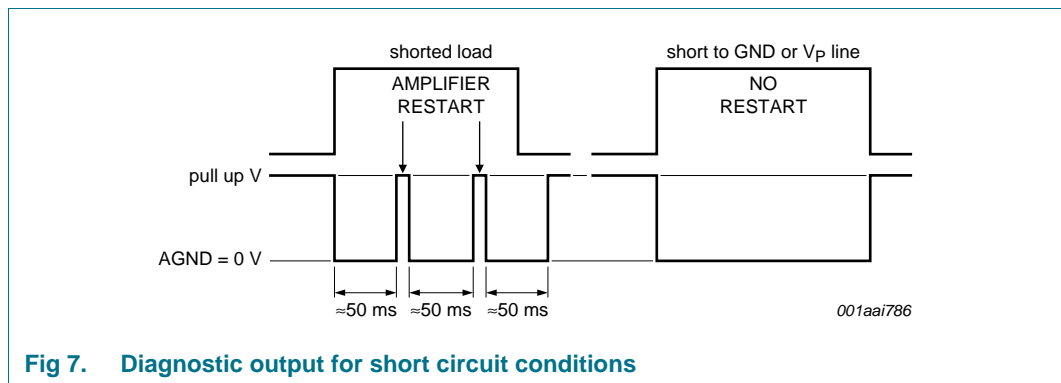 shorted load
short to GND or VP line
AMPLIFIER
RESTART
NO
RESTART
pull up V
AGND = 0 V
≈50 ms
≈50 ms
≈50 ms
001aai786
Fig 7. Diagnostic output for short circuit conditions